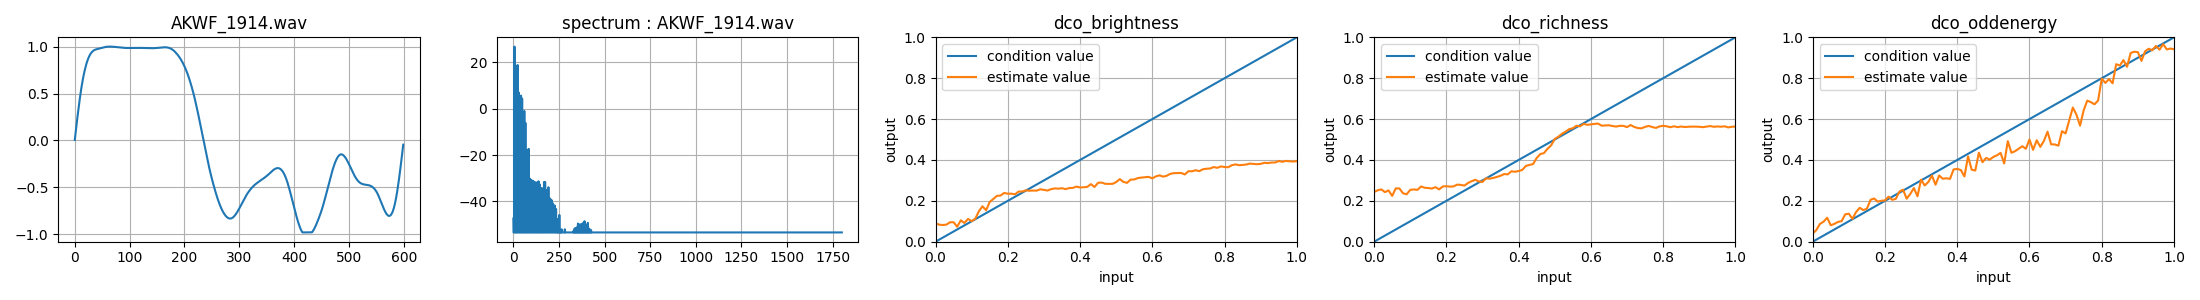 AKWF_1914.wav
1.0
0.5
0.0
−0.5
−1.0
0 100 200 300 400 500 600
spectrum : AKWF_1914.wav
20
0
−20
−40
0 250 500 750 1000 1250 1500 1750
dco_brightness
condition value
estimate value
output
1.0
0.8
0.6
0.4
0.2
0.0
0.0 0.2 0.4 0.6 0.8 1.0
input
dco_richness
condition value
estimate value
output
1.0
0.8
0.6
0.4
0.2
0.0
0.0 0.2 0.4 0.6 0.8 1.0
input
dco_oddenergy
condition value
estimate value
output
1.0
0.8
0.6
0.4
0.2
0.0
0.0 0.2 0.4 0.6 0.8 1.0
input